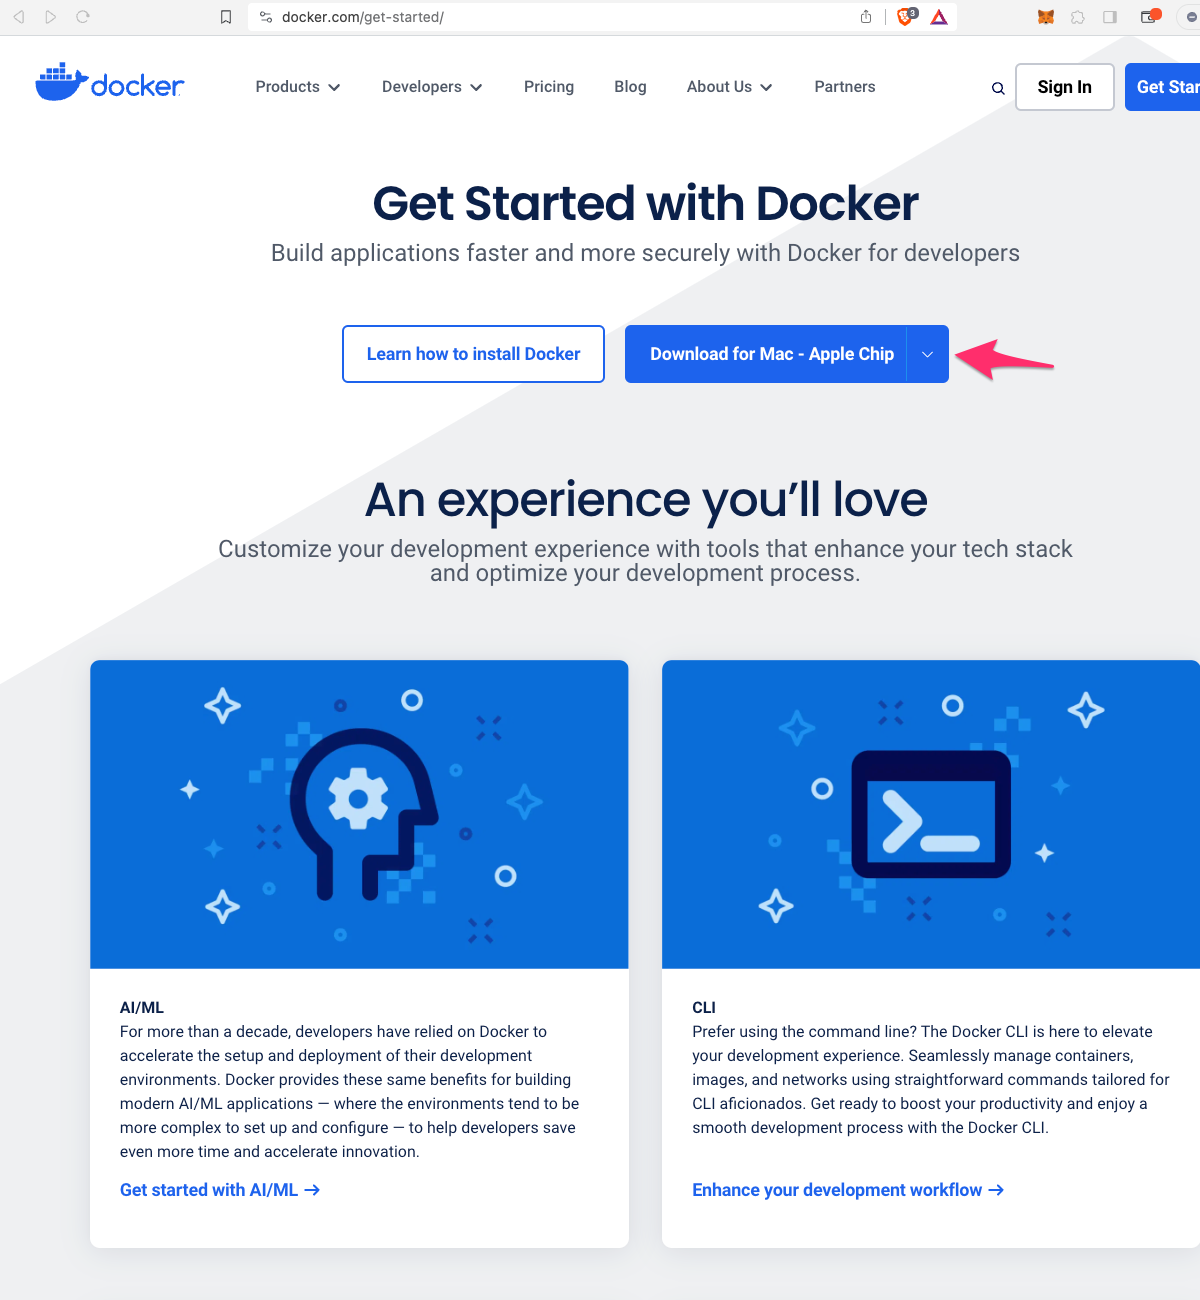 docker.com/get-started/
3
docker
Products
Developers
Pricing
Blog
About Us
Partners
Sign In
Get Star
Get Started with Docker
Build applications faster and more securely with Docker for developers
Learn how to install Docker
Download for Mac - Apple Chip
An experience you’ll love
Customize your development experience with tools that enhance your tech stack
and optimize your development process.
AI/ML
For more than a decade, developers have relied on Docker to
accelerate the setup and deployment of their development
environments. Docker provides these same benefits for building
modern AI/ML applications — where the environments tend to be
more complex to set up and configure — to help developers save
even more time and accelerate innovation.
Get started with AI/ML →
CLI
Prefer using the command line? The Docker CLI is here to elevate
your development experience. Seamlessly manage containers,
images, and networks using straightforward commands tailored for
CLI aficionados. Get ready to boost your productivity and enjoy a
smooth development process with the Docker CLI.
Enhance your development workflow →